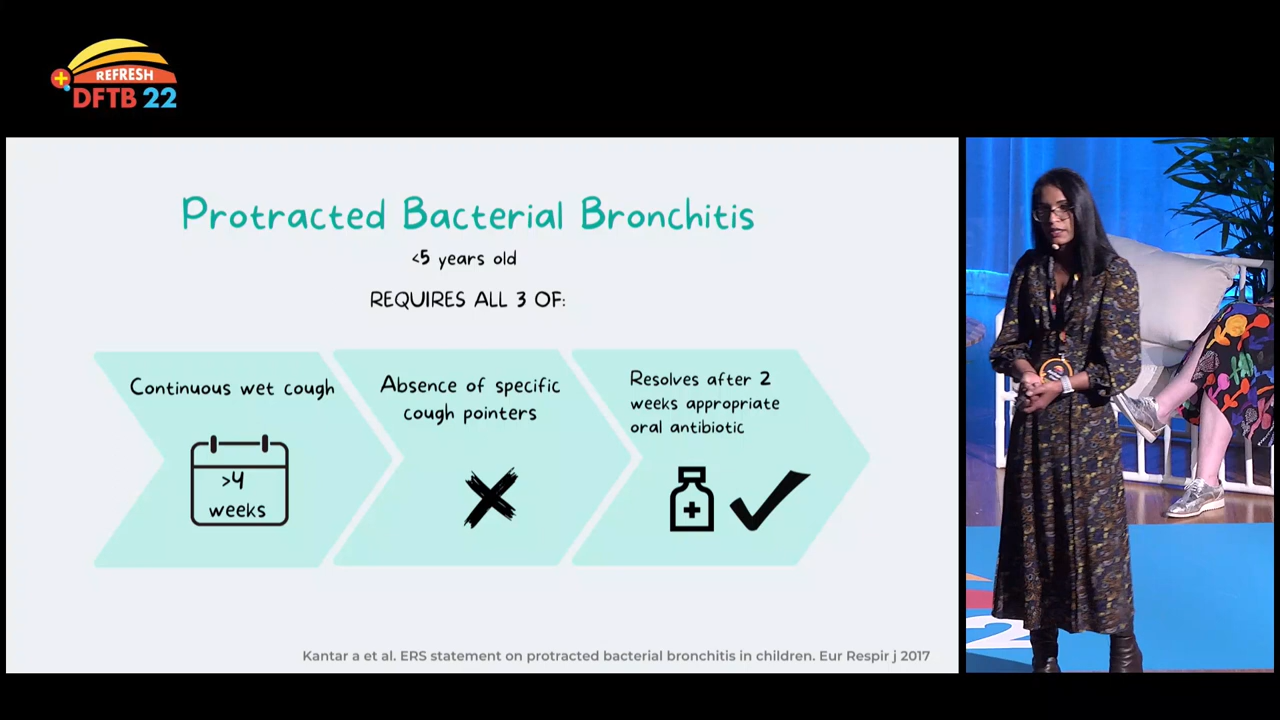 REFRESH
DFTB 22
Protracted Bacterial Bronchitis
<5 years old
REQUIRES ALL 3 OF:
Continuous wet cough
>4
weeks
Absence of specific
cough pointers
Resolves after 2
weeks appropriate
oral antibiotic
Kantar a et al. ERS statement on protracted bacterial bronchitis in children. Eur Respir j 2017
2